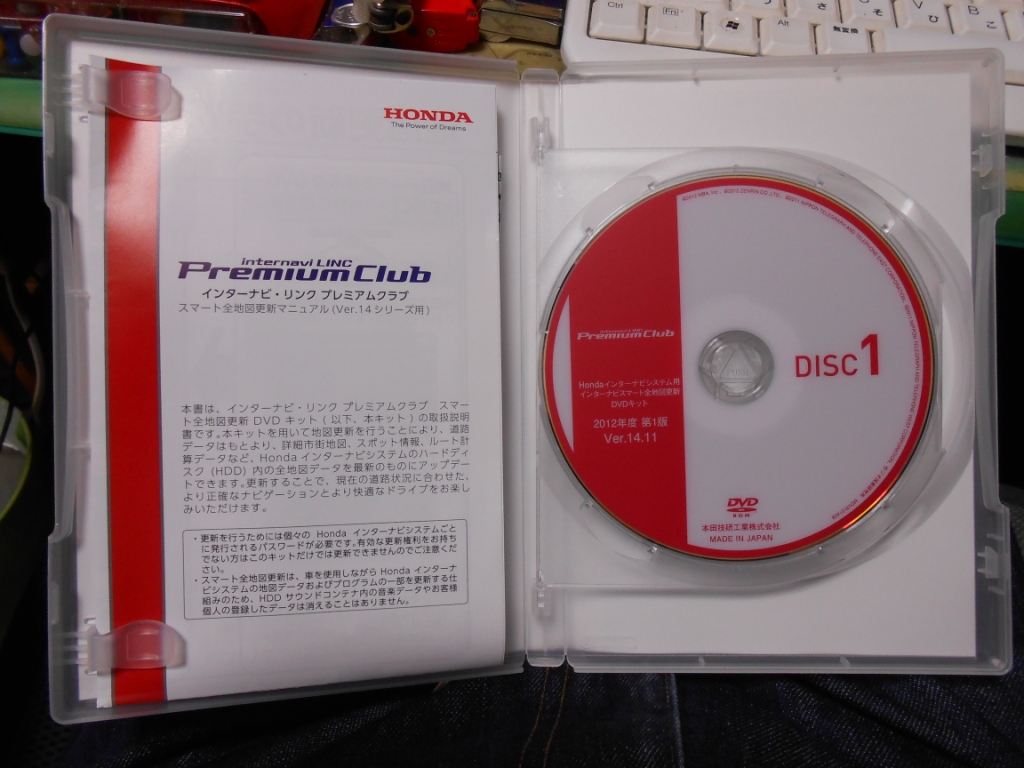 Ctrl
Fn
Alt
無変換
さ
そ
V
ひ
B
こ
HONDA
The Power of Dreams
internavi LINC
Premium Club
インターナビ・リンク プレミアムクラブ
スマート全地図更新マニュアル (Ver.14 シリーズ用)
本書は、インターナビ・リンク プレミアムクラブ スマー
ト全地図更新 DVD キット ( 以下、本キット ) の取扱説明
書です。本キットを用いて地図更新を行うことにより、道路
データはもとより、詳細市街地図、スポット情報、ルート計
算データなど、Honda インターナビシステムのハードディ
スク (HDD) 内の全地図データを最新のものにアップデー
トできます。更新することで、現在の道路状況に合わせた、
より正確なナビゲーションとより快適なドライブをお楽し
みいただけます。
・更新を行うためには個々の Honda インターナビシステムごと
に発行されるパスワードが必要です。有効な更新権利をお持ち
でない方はこのキットだけでは更新できませんのでご注意くだ
さい。
・スマート全地図更新は、車を使用しながら Honda インターナ
ビシステムの地図データおよびプログラムの一部を更新する仕
組みのため、HDD サウンドコンテナ内の音楽データやお客様
個人の登録したデータは消えることはありません。
internavi LINC
Premium Club
Hondaインターナビシステム用
インターナビスマート全地図更新
DVDキット
2012年度 第1版
Ver.14.11
DISC 1
PUSH
DVD
ROM
本田技研工業株式会社
MADE IN JAPAN